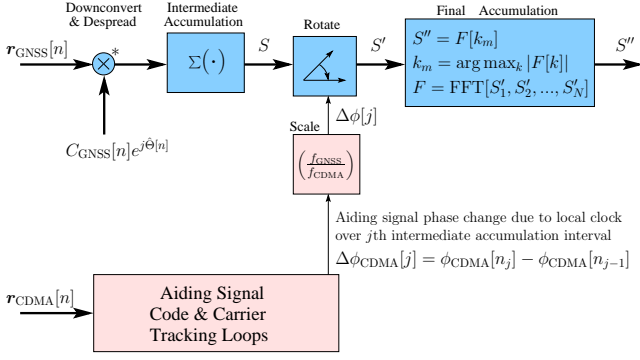 Downconvert
& Despread
Intermediate
Accumulation
Rotate
Final Accumulation
r_GNSS[n]
*
×
Σ(·)
S
S′
S″ = F[k_m]
k_m = arg max_k |F[k]|
F = FFT[S′_1, S′_2, ..., S′_N]
S″
C_GNSS[n]e^{jΘ̂[n]}
Δϕ[j]
Scale
(f_GNSS / f_CDMA)
Aiding signal phase change due to local clock
over jth intermediate accumulation interval
Δϕ_CDMA[j] = ϕ_CDMA[n_j] − ϕ_CDMA[n_{j−1}]
r_CDMA[n]
Aiding Signal
Code & Carrier
Tracking Loops